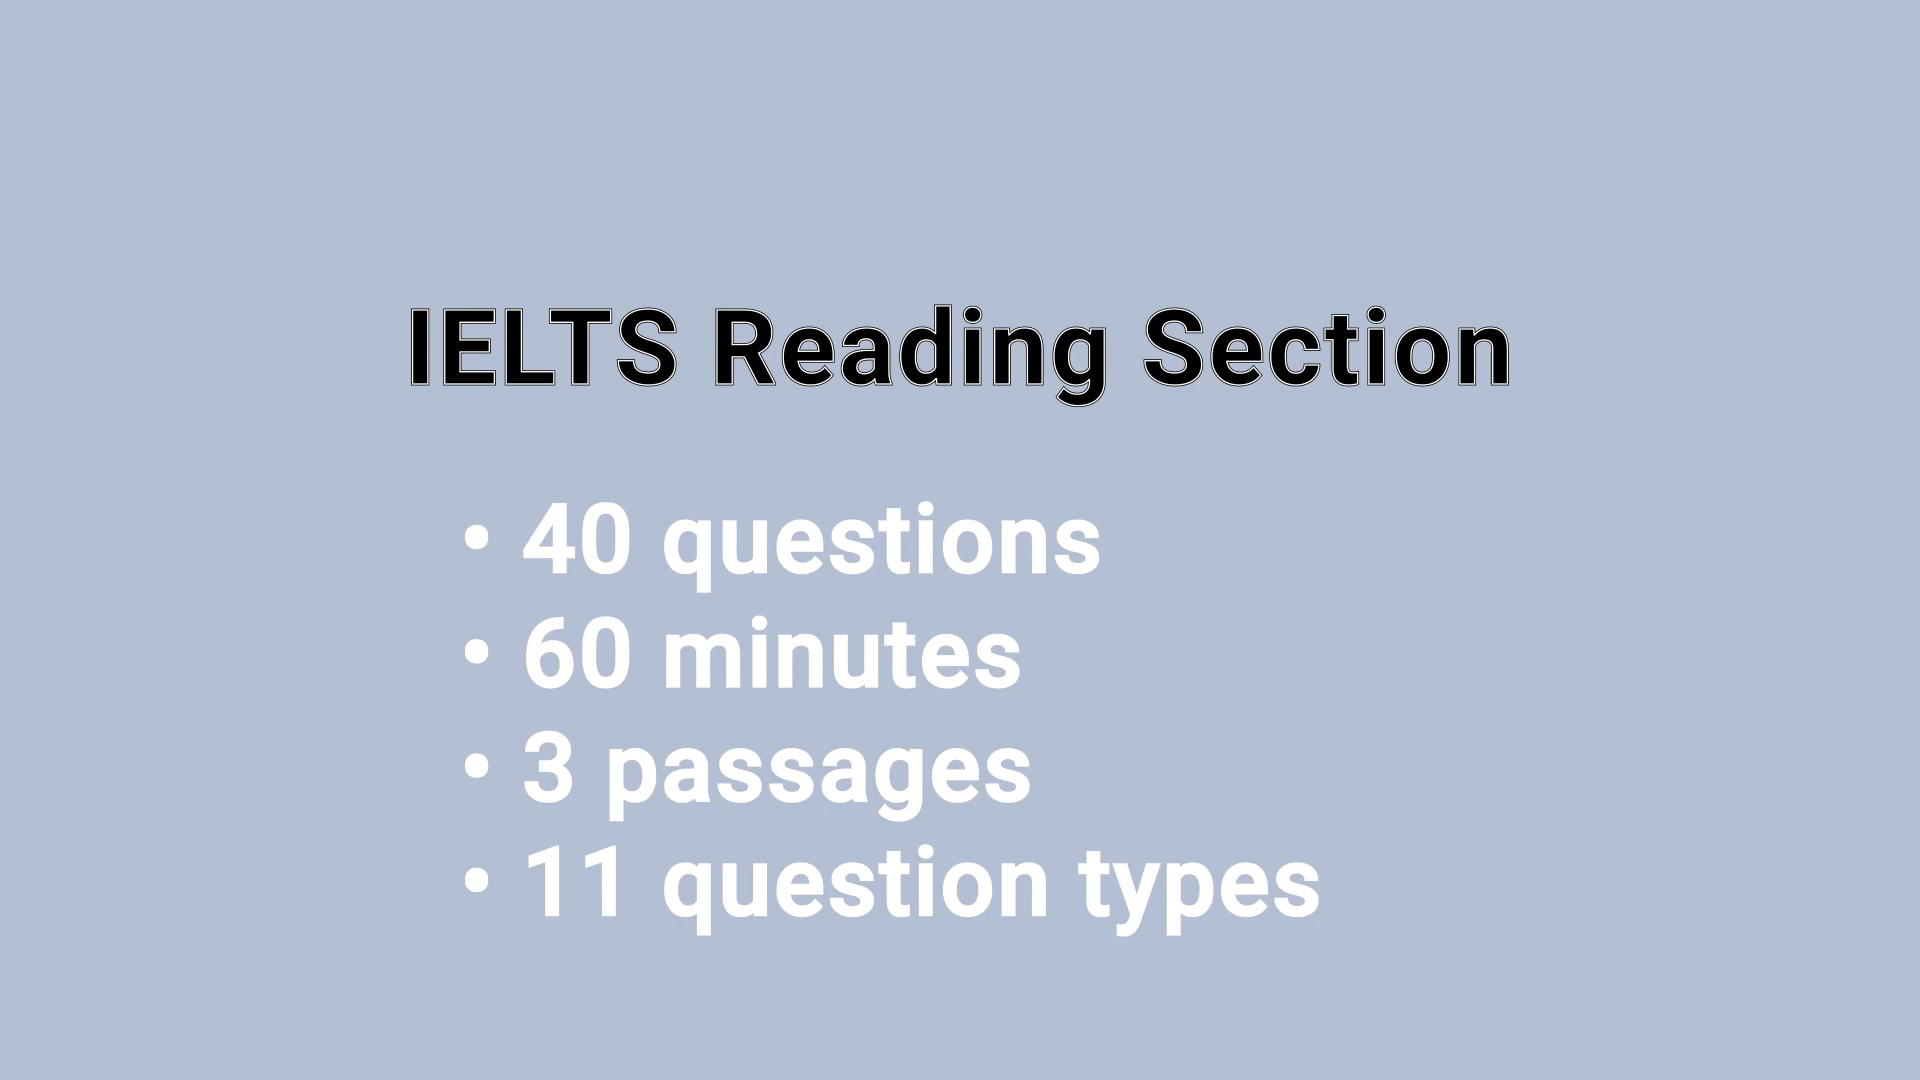 IELTS Reading Section
• 40 questions
• 60 minutes
• 3 passages
• 11 question types